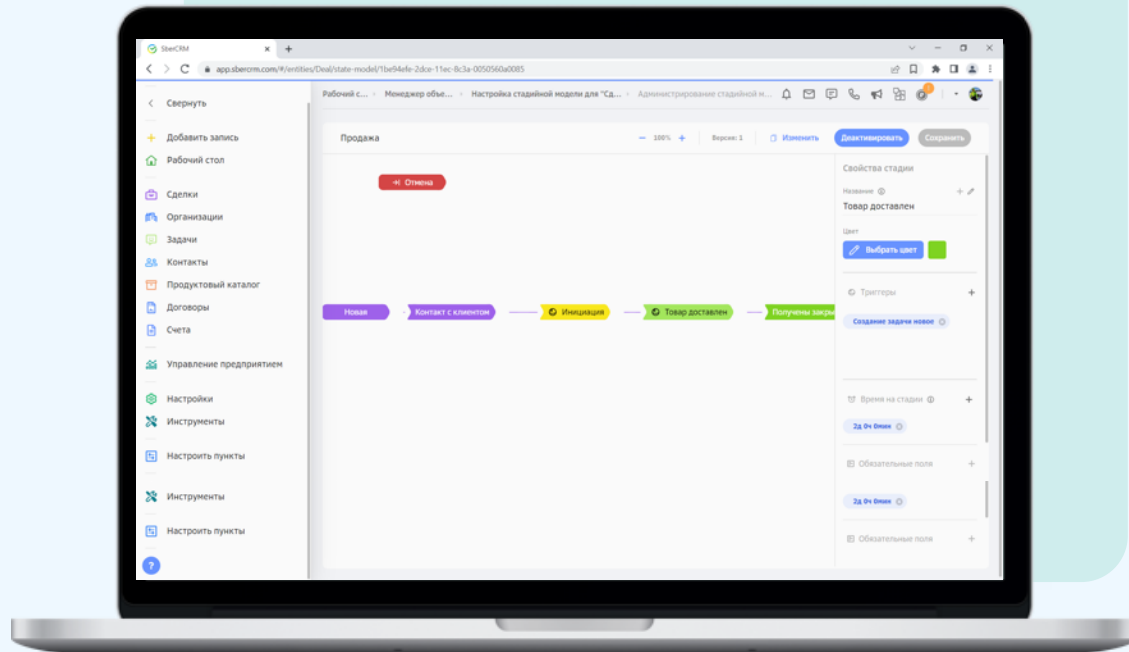 SberCRM
app.sbercrm.com/#/entities/Deal/state-model/1be94efe-2dce-11ec-8c3a-0050560a0085
Свернуть
Добавить запись
Рабочий стол
Сделки
Организации
Задачи
Контакты
Продуктовый каталог
Договоры
Счета
Управление предприятием
Настройки
Инструменты
Настроить пункты
Инструменты
Настроить пункты
?
Рабочий с... Менеджер объе... Настройка стадийной модели для "Сд... Администрирование стадийной м...
Продажа
100%
Версия: 1
Изменить
Деактивировать
Сохранить
Отмена
Новая
Контакт с клиентом
Инициация
Товар доставлен
Получены закры
Свойства стадии
Название
Товар доставлен
Цвет
Выбрать цвет
Триггеры
Создание задачи новое
Время на стадии
2д 0ч 0мин
Обязательные поля
2д 0ч 0мин
Обязательные поля